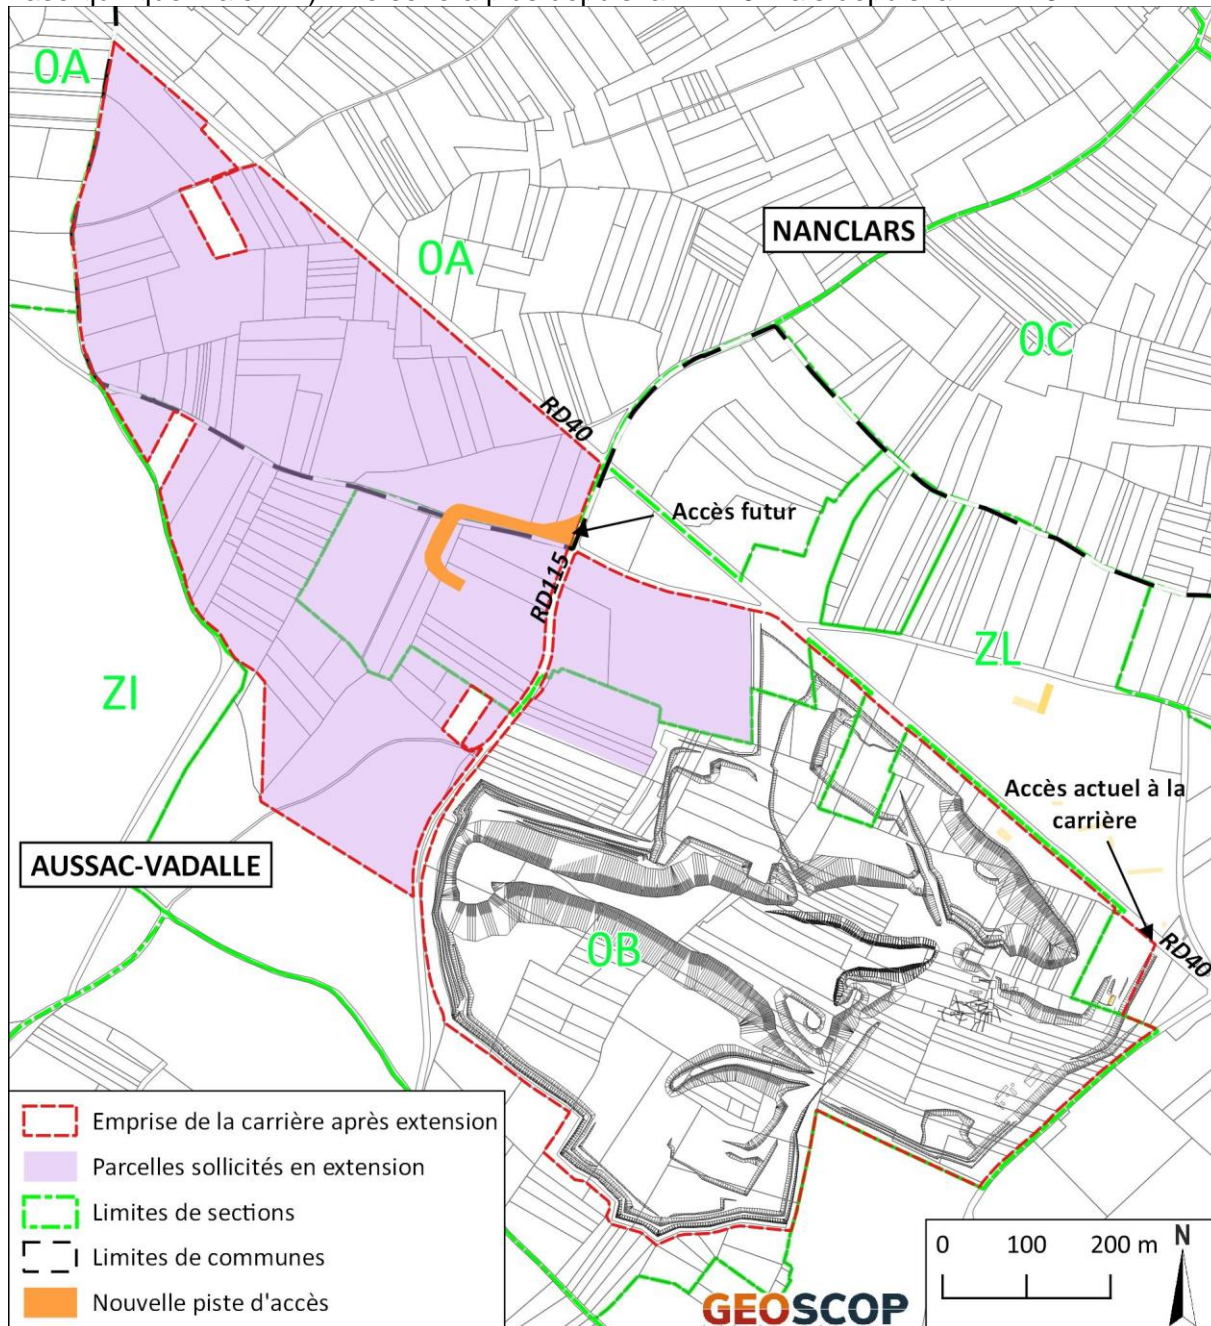 0A
NANCLARS
0A
0C
RD40
Accès futur
RD115
ZL
ZI
Accès actuel à la
carrière
AUSSAC-VADALLE
0B
RD40
Emprise de la carrière après extension
Parcelles sollicités en extension
Limites de sections
Limites de communes
Nouvelle piste d'accès
0 100 200 m
N
GEOSCOP